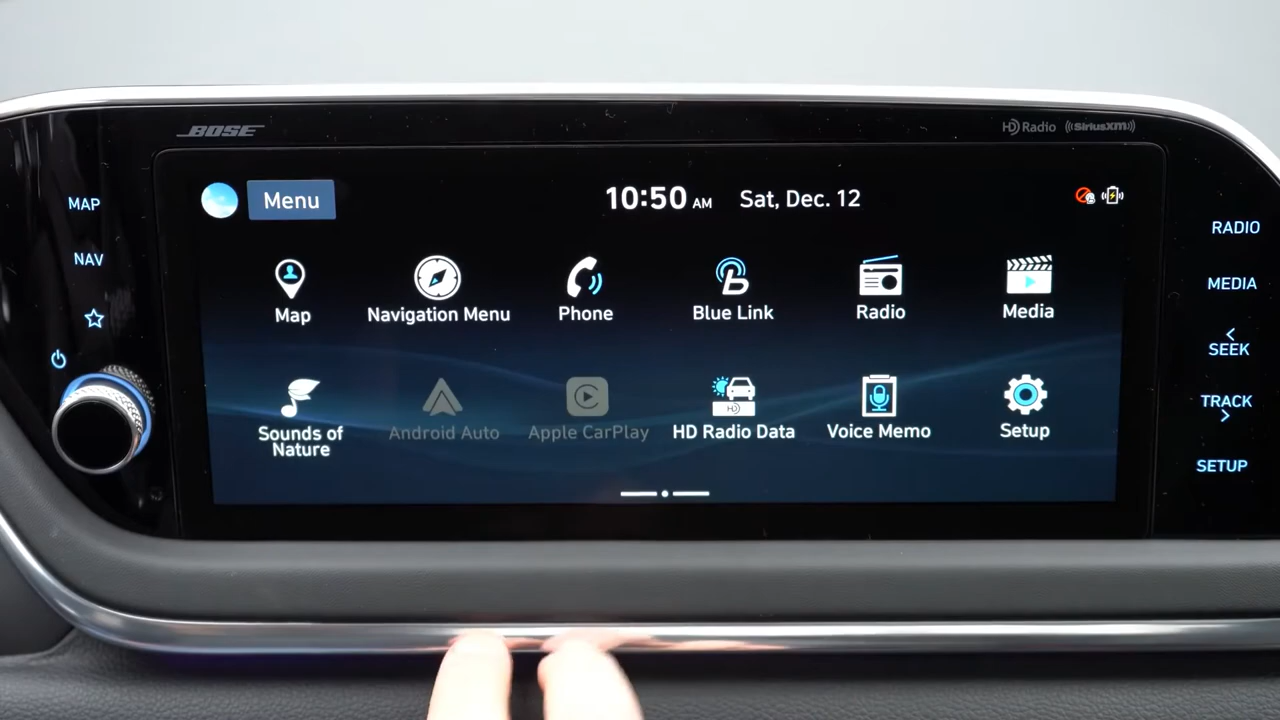 BOSE
HD Radio ((SiriusXM))
MAP
NAV
Menu
10:50 AM Sat, Dec. 12
Map
Navigation Menu
Phone
Blue Link
Radio
Media
Sounds of
Nature
Android Auto
Apple CarPlay
HD
HD Radio Data
Voice Memo
Setup
RADIO
MEDIA
<
SEEK
TRACK
>
SETUP